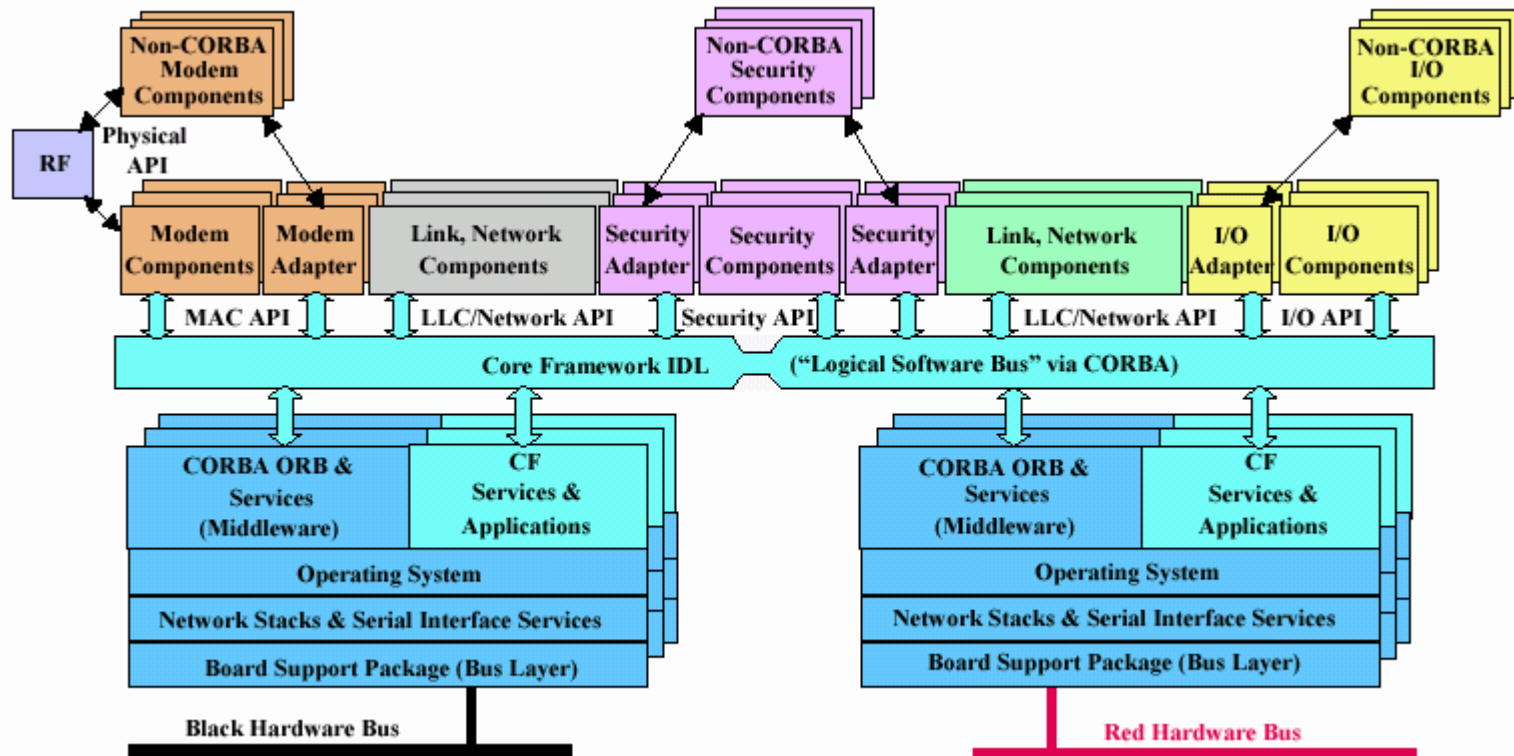 Non-CORBA
Modem
Components
Non-CORBA
Security
Components
Non-CORBA
I/O
Components
RF
Physical
API
Modem
Components
Modem
Adapter
Link, Network
Components
Security
Adapter
Security
Components
Security
Adapter
Link, Network
Components
I/O
Adapter
I/O
Components
MAC API
LLC/Network API
Security API
LLC/Network API
I/O API
Core Framework IDL
(“Logical Software Bus” via CORBA)
CORBA ORB &
Services
(Middleware)
CF
Services &
Applications
Operating System
Network Stacks & Serial Interface Services
Board Support Package (Bus Layer)
Black Hardware Bus
CORBA ORB &
Services
(Middleware)
CF
Services &
Applications
Operating System
Network Stacks & Serial Interface Services
Board Support Package (Bus Layer)
Red Hardware Bus